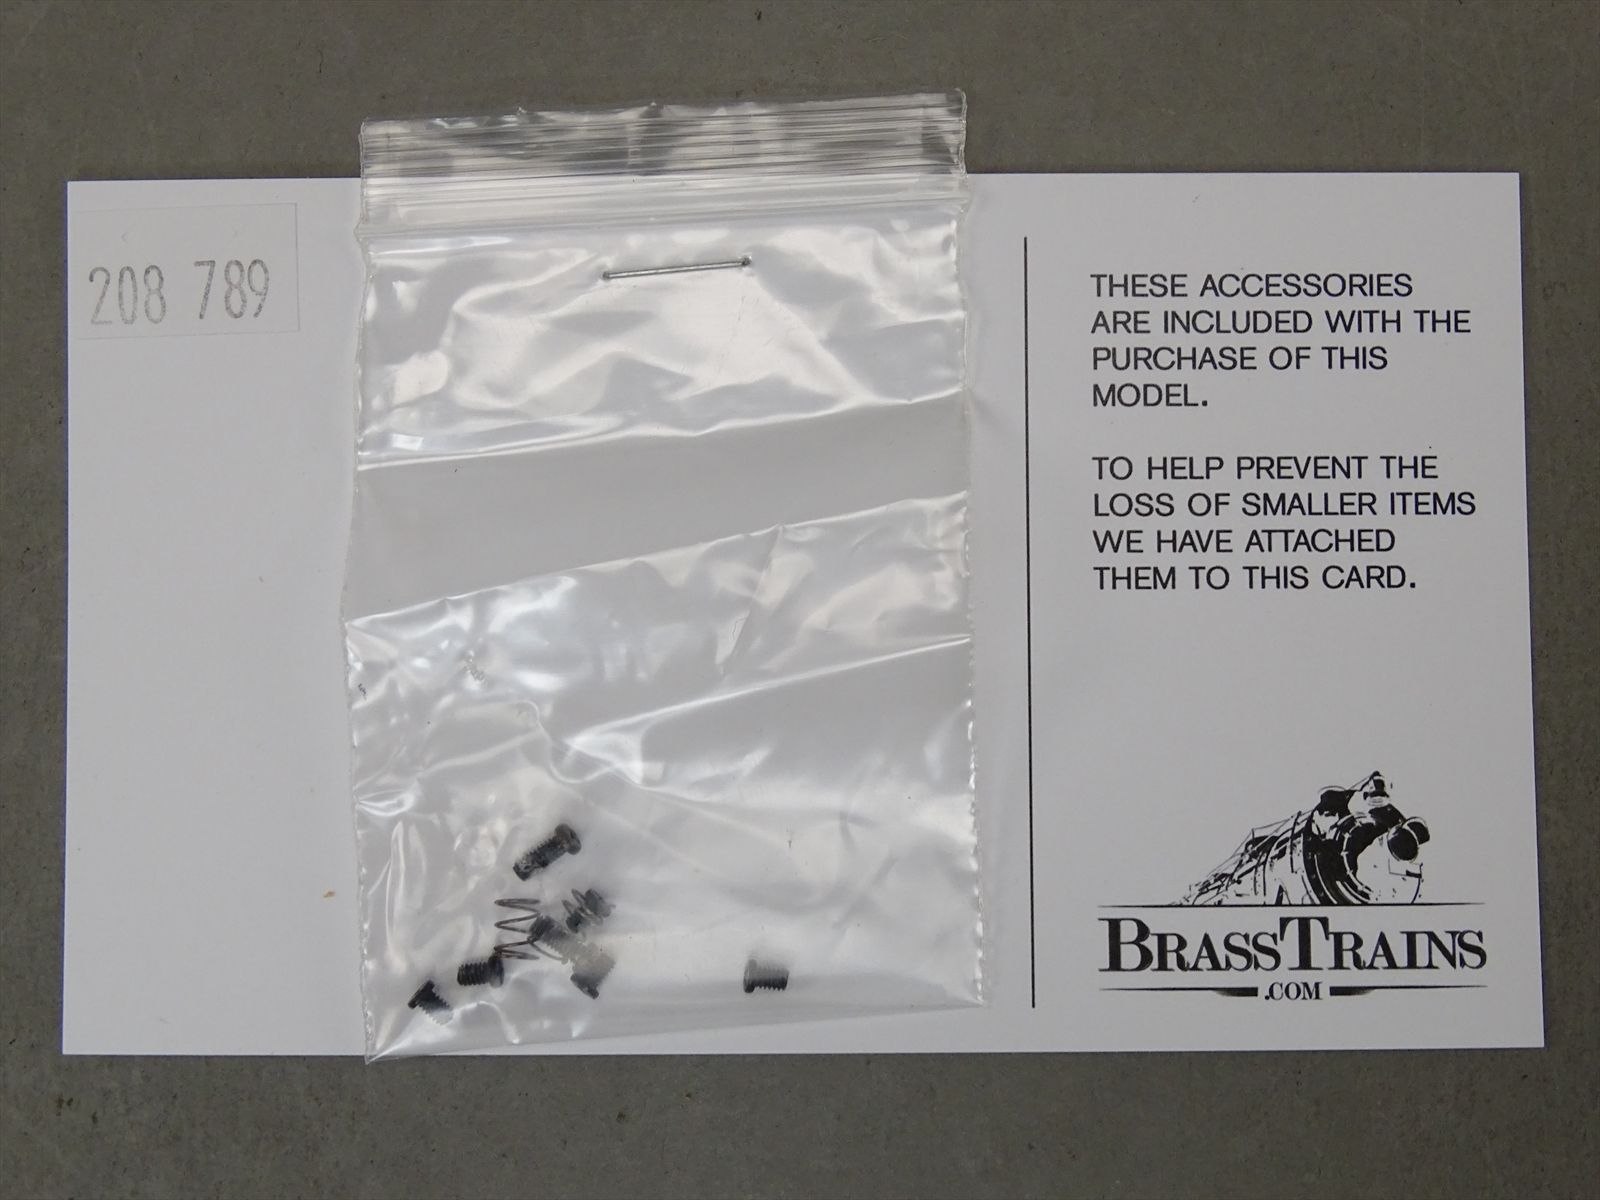 208 789
THESE ACCESSORIES
ARE INCLUDED WITH THE
PURCHASE OF THIS
MODEL.
TO HELP PREVENT THE
LOSS OF SMALLER ITEMS
WE HAVE ATTACHED
THEM TO THIS CARD.
BRASSTRAINS
.COM